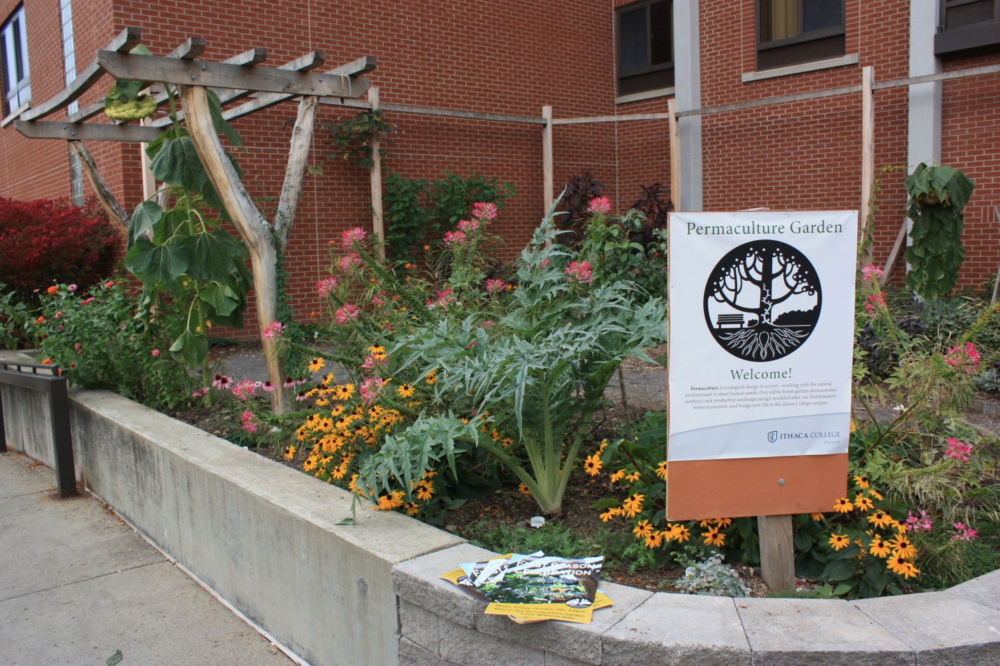 Permaculture Garden
Welcome!
Permaculture is ecological design in action - working with the natural
environment to meet human needs. Our edible forest garden demonstrates
aesthetic and productive landscape design modeled after our Northeastern
forest ecosystem, and brings new life to the Ithaca College campus.
ITHACA COLLEGE
ithaca.edu
First Season
Celebration
When: Friday, October 5th, 12pm
Where: The Permaculture Garden
(near Williams Hall)